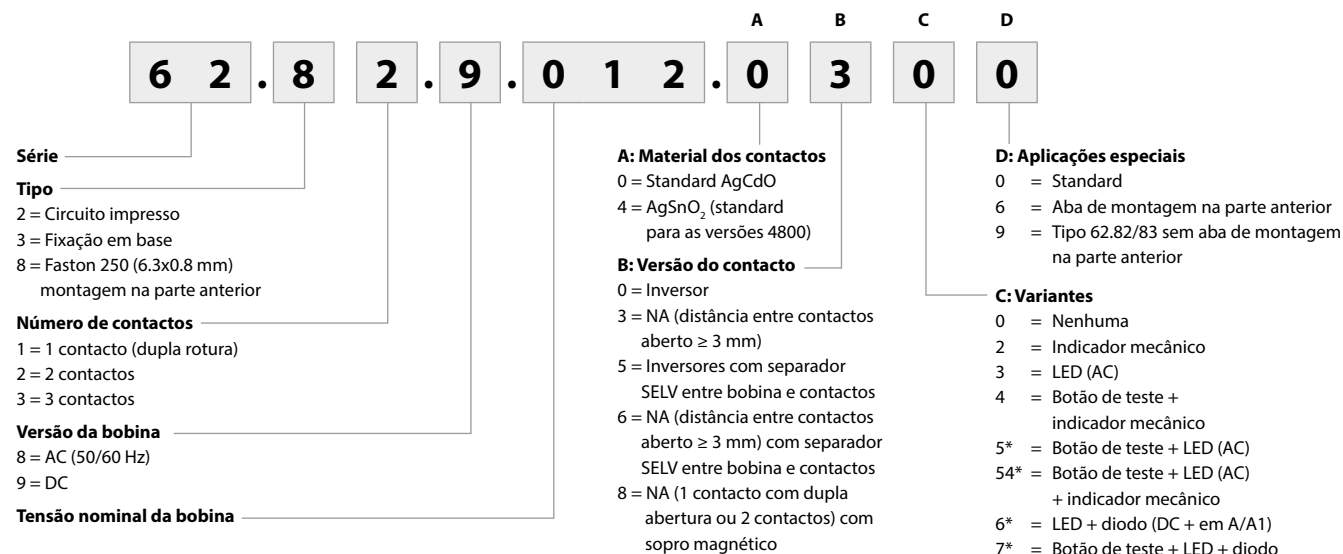 A B C D
6 2 . 8 2 . 9 . 0 1 2 . 0 3 0 0
Série
Tipo
2 = Circuito impresso
3 = Fixação em base
8 = Faston 250 (6.3x0.8 mm)
montagem na parte anterior
Número de contactos
1 = 1 contacto (dupla rotura)
2 = 2 contactos
3 = 3 contactos
Versão da bobina
8 = AC (50/60 Hz)
9 = DC
Tensão nominal da bobina
A: Material dos contactos
0 = Standard AgCdO
4 = AgSnO₂ (standard
para as versões 4800)
B: Versão do contacto
0 = Inversor
3 = NA (distância entre contactos
aberto ≥ 3 mm)
5 = Inversores com separador
SELV entre bobina e contactos
6 = NA (distância entre contactos
aberto ≥ 3 mm) com separador
SELV entre bobina e contactos
8 = NA (1 contacto com dupla
abertura ou 2 contactos) com
sopro magnético
D: Aplicações especiais
0 = Standard
6 = Aba de montagem na parte anterior
9 = Tipo 62.82/83 sem aba de montagem
na parte anterior
C: Variantes
0 = Nenhuma
2 = Indicador mecânico
3 = LED (AC)
4 = Botão de teste +
indicador mecânico
5* = Botão de teste + LED (AC)
54* = Botão de teste + LED (AC)
+ indicador mecânico
6* = LED + diodo (DC + em A/A1)
7* = Botão de teste + LED + diodo